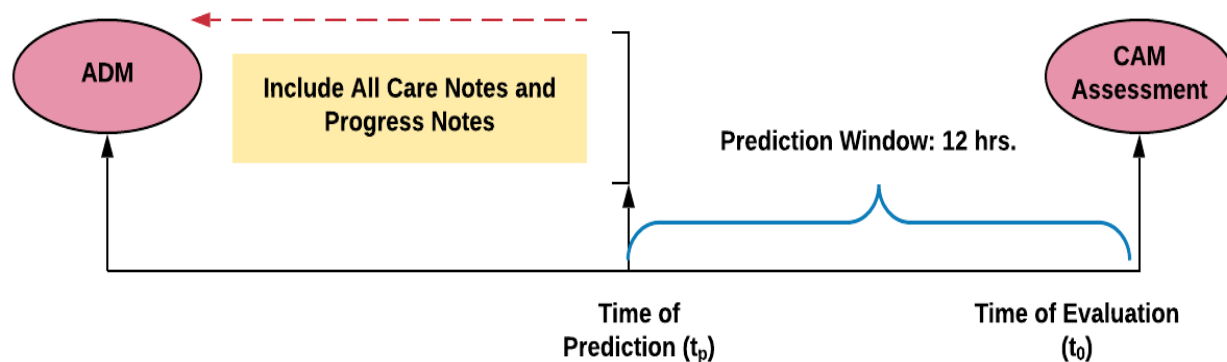 ADM
Include All Care Notes and
Progress Notes
CAM
Assessment
Prediction Window: 12 hrs.
Time of
Prediction (tₚ)
Time of Evaluation
(t₀)